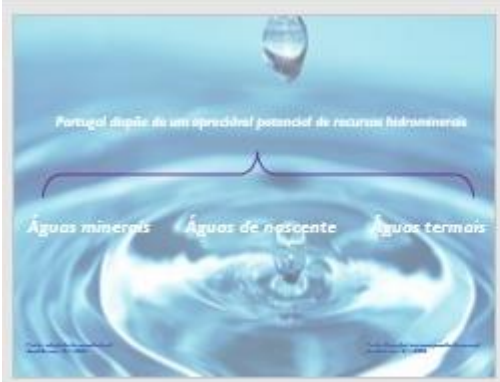 Portugal dispõe de um apreciável potencial de recursos hidrominerais
Águas minerais
Águas de nascente
Águas termais